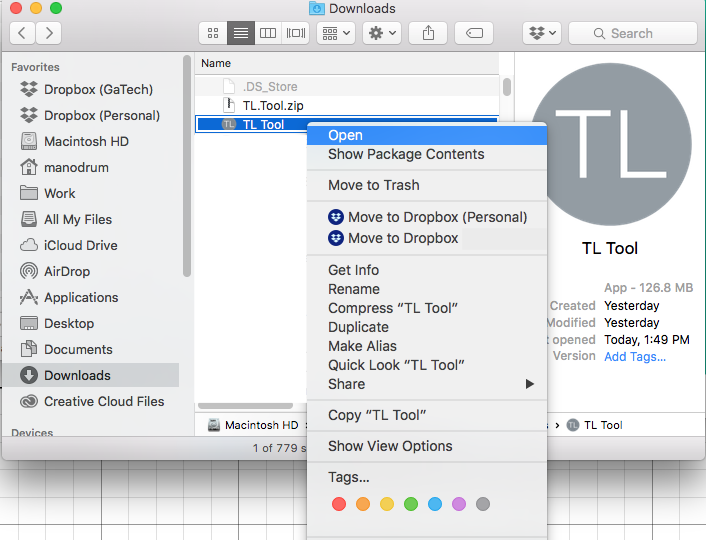 Downloads
Search
Favorites
Dropbox (GaTech)
Dropbox (Personal)
Macintosh HD
manodrum
Work
All My Files
iCloud Drive
AirDrop
Applications
Desktop
Documents
Downloads
Creative Cloud Files
Devices
Name
.DS_Store
TL.Tool.zip
TL TL Tool
Open
Show Package Contents
Move to Trash
Move to Dropbox (Personal)
Move to Dropbox
Get Info
Rename
Compress “TL Tool”
Duplicate
Make Alias
Quick Look “TL Tool”
Share
Copy “TL Tool”
Show View Options
Tags...
TL
TL Tool
App - 126.8 MB
Created Yesterday
Modified Yesterday
opened Today, 1:49 PM
Version Add Tags...
Macintosh HD
TL TL Tool
1 of 779 s